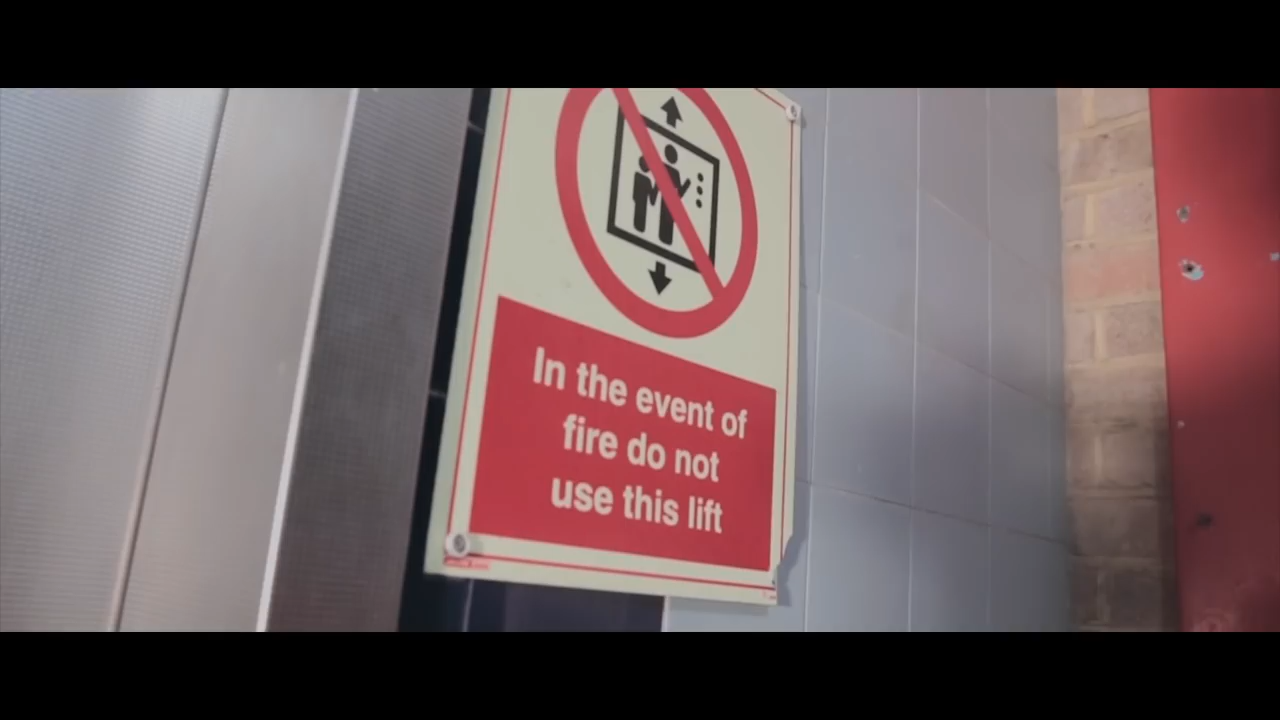 In the event of
fire do not
use this lift